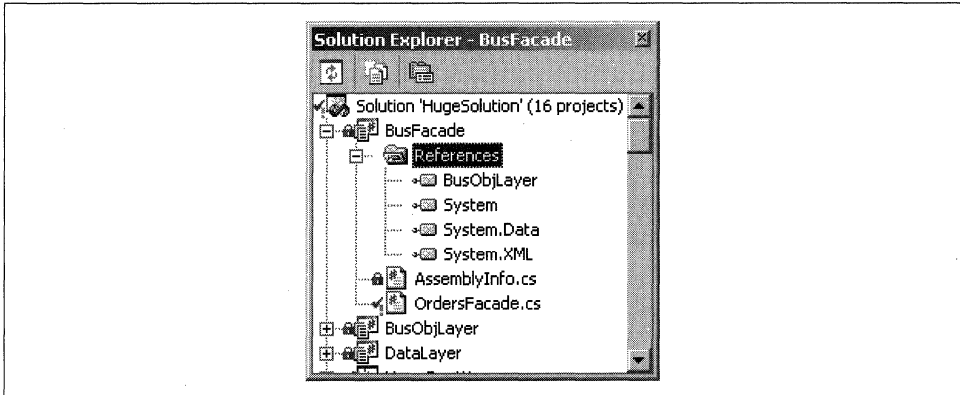 Solution Explorer - BusFacade
Solution 'HugeSolution' (16 projects)
BusFacade
References
BusObjLayer
System
System.Data
System.XML
AssemblyInfo.cs
OrdersFacade.cs
BusObjLayer
DataLayer